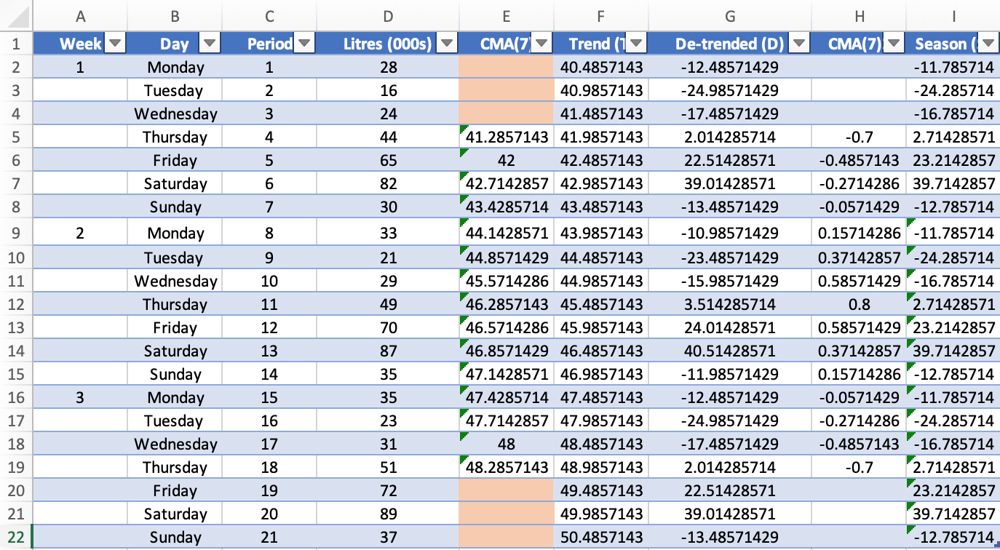 A B C D E F G H I
1 Week Day Period Litres (000s) CMA(7) Trend (T De-trended (D) CMA(7) Season (
2 1 Monday 1 28 40.4857143 -12.48571429 -11.785714
3 Tuesday 2 16 40.9857143 -24.98571429 -24.285714
4 Wednesday 3 24 41.4857143 -17.48571429 -16.785714
5 Thursday 4 44 41.2857143 41.9857143 2.014285714 -0.7 2.71428571
6 Friday 5 65 42 42.4857143 22.51428571 -0.4857143 23.2142857
7 Saturday 6 82 42.7142857 42.9857143 39.01428571 -0.2714286 39.7142857
8 Sunday 7 30 43.4285714 43.4857143 -13.48571429 -0.0571429 -12.785714
9 2 Monday 8 33 44.1428571 43.9857143 -10.98571429 0.15714286 -11.785714
10 Tuesday 9 21 44.8571429 44.4857143 -23.48571429 0.37142857 -24.285714
11 Wednesday 10 29 45.5714286 44.9857143 -15.98571429 0.58571429 -16.785714
12 Thursday 11 49 46.2857143 45.4857143 3.514285714 0.8 2.71428571
13 Friday 12 70 46.5714286 45.9857143 24.01428571 0.58571429 23.2142857
14 Saturday 13 87 46.8571429 46.4857143 40.51428571 0.37142857 39.7142857
15 Sunday 14 35 47.1428571 46.9857143 -11.98571429 0.15714286 -12.785714
16 3 Monday 15 35 47.4285714 47.4857143 -12.48571429 -0.0571429 -11.785714
17 Tuesday 16 23 47.7142857 47.9857143 -24.98571429 -0.2714286 -24.285714
18 Wednesday 17 31 48 48.4857143 -17.48571429 -0.4857143 -16.785714
19 Thursday 18 51 48.2857143 48.9857143 2.014285714 -0.7 2.71428571
20 Friday 19 72 49.4857143 22.51428571 23.2142857
21 Saturday 20 89 49.9857143 39.01428571 39.7142857
22 Sunday 21 37 50.4857143 -13.48571429 -12.785714